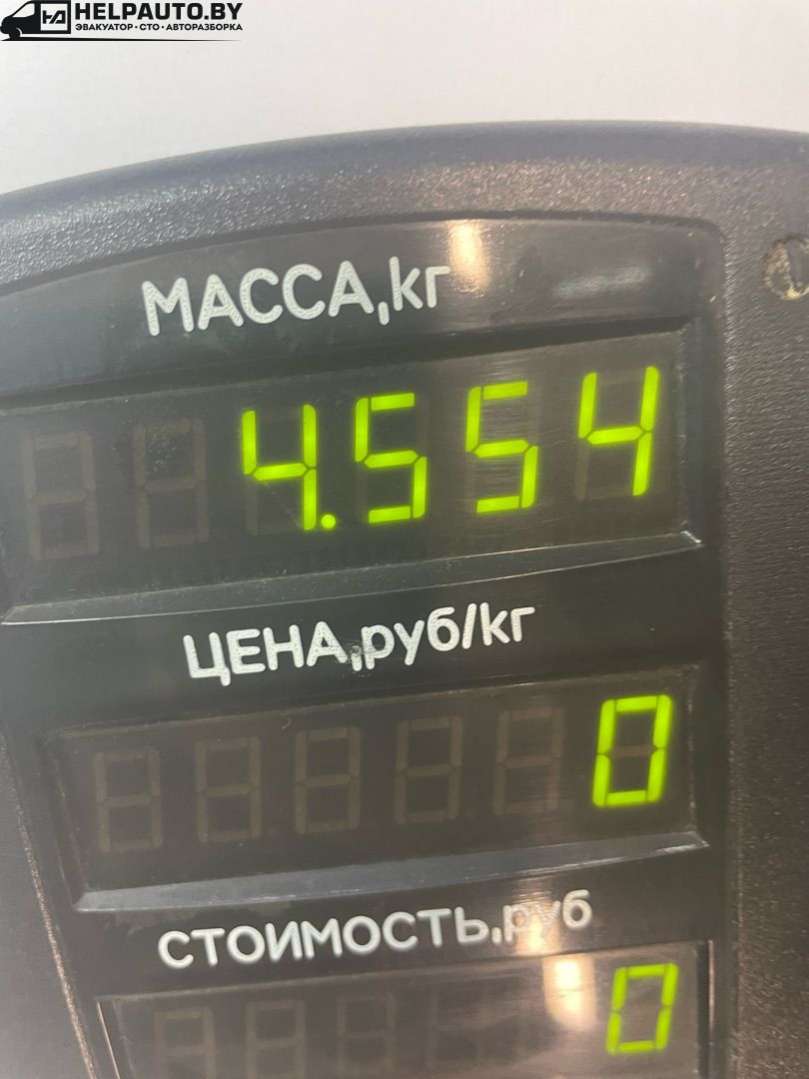 HELPAUTO.BY
ЭВАКУАТОР · СТО · АВТОРАЗБОРКА
МАССА,кг
4.554
ЦЕНА,руб/кг
0
СТОИМОСТЬ,руб
0